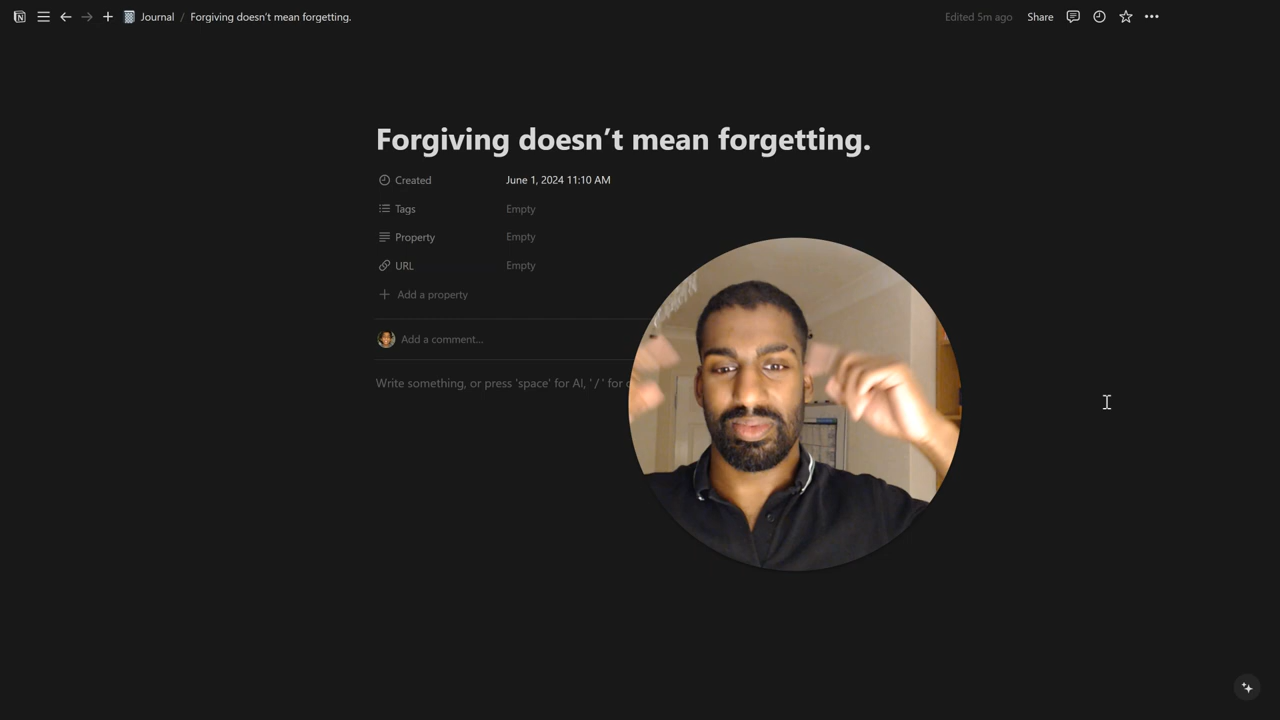 Journal / Forgiving doesn’t mean forgetting.
Edited 5m ago
Share
Forgiving doesn’t mean forgetting.
Created June 1, 2024 11:10 AM
Tags Empty
Property Empty
URL Empty
Add a property
Add a comment...
Write something, or press 'space' for AI, '/' for